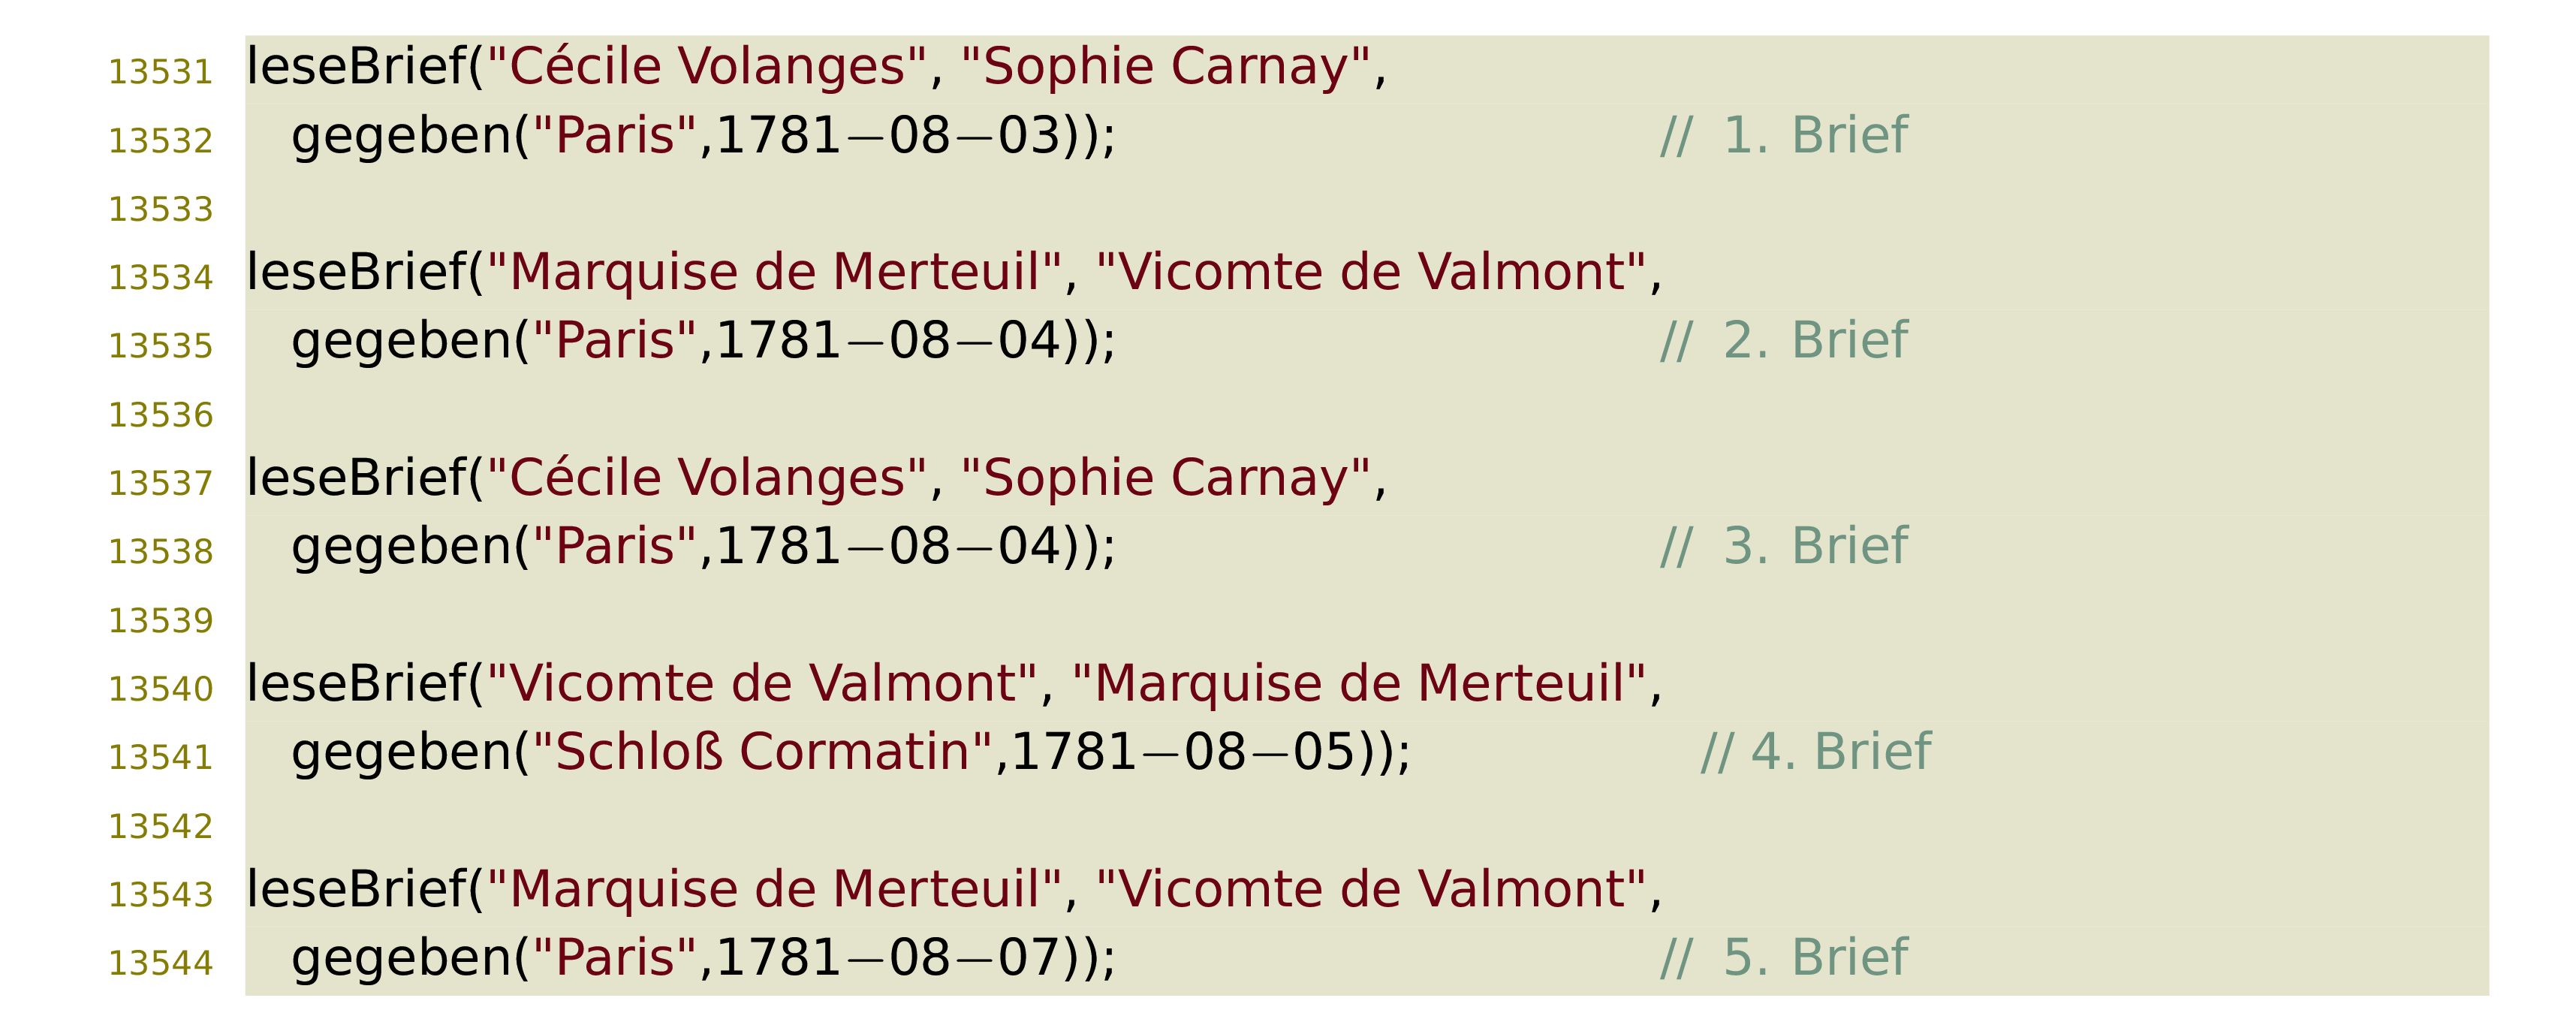 13531 leseBrief("Cécile Volanges", "Sophie Carnay",
13532 gegeben("Paris",1781—08—03)); // 1. Brief
13533
13534 leseBrief("Marquise de Merteuil", "Vicomte de Valmont",
13535 gegeben("Paris",1781—08—04)); // 2. Brief
13536
13537 leseBrief("Cécile Volanges", "Sophie Carnay",
13538 gegeben("Paris",1781—08—04)); // 3. Brief
13539
13540 leseBrief("Vicomte de Valmont", "Marquise de Merteuil",
13541 gegeben("Schloß Cormatin",1781—08—05)); // 4. Brief
13542
13543 leseBrief("Marquise de Merteuil", "Vicomte de Valmont",
13544 gegeben("Paris",1781—08—07)); // 5. Brief